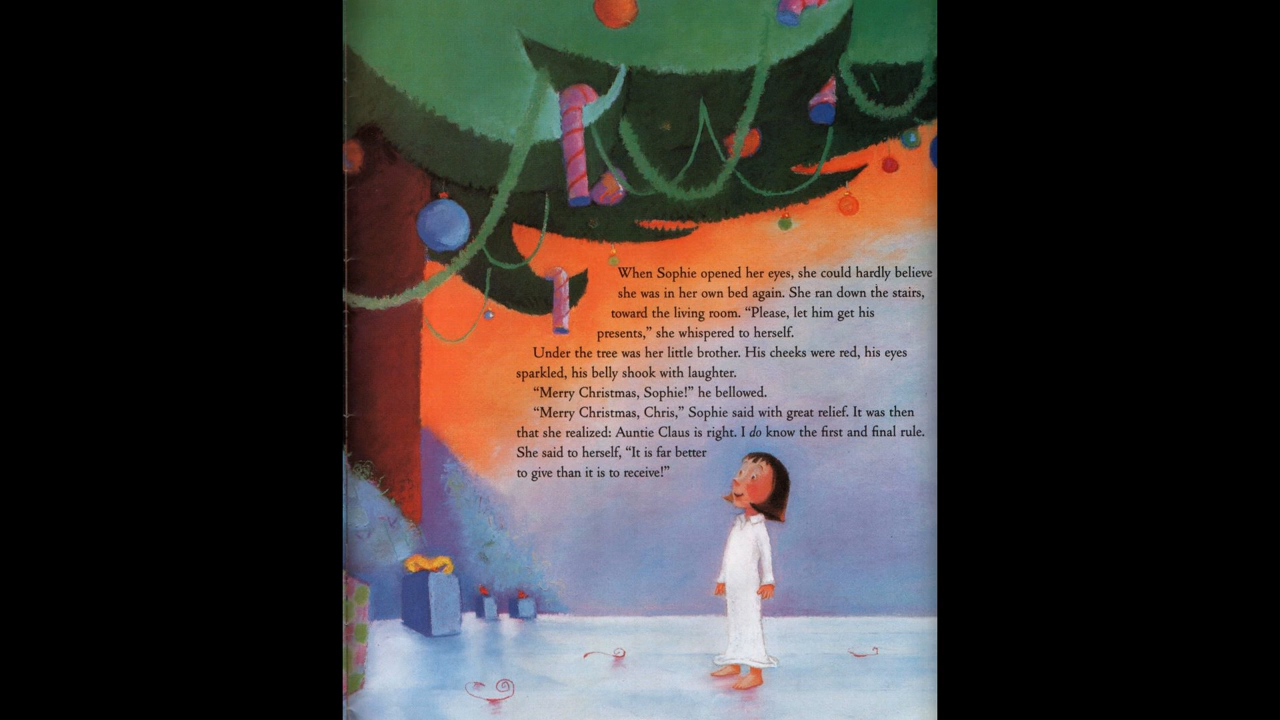 When Sophie opened her eyes, she could hardly believe
she was in her own bed again. She ran down the stairs,
toward the living room. “Please, let him get his
presents,” she whispered to herself.
Under the tree was her little brother. His cheeks were red, his eyes
sparkled, his belly shook with laughter.
“Merry Christmas, Sophie!” he bellowed.
“Merry Christmas, Chris,” Sophie said with great relief. It was then
that she realized: Auntie Claus is right. I do know the first and final rule.
She said to herself, “It is far better
to give than it is to receive!”